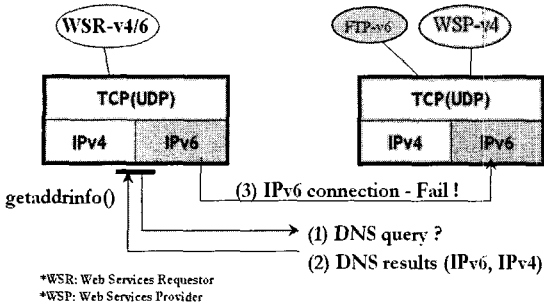 WSR-v4/6
FTP-v6
WSP-v4
TCP(UDP)
TCP(UDP)
IPv4
IPv6
IPv4
IPv6
getaddrinfo()
(3) IPv6 connection - Fail !
(1) DNS query ?
(2) DNS results (IPv6, IPv4)
*WSR: Web Services Requestor
*WSP: Web Services Provider